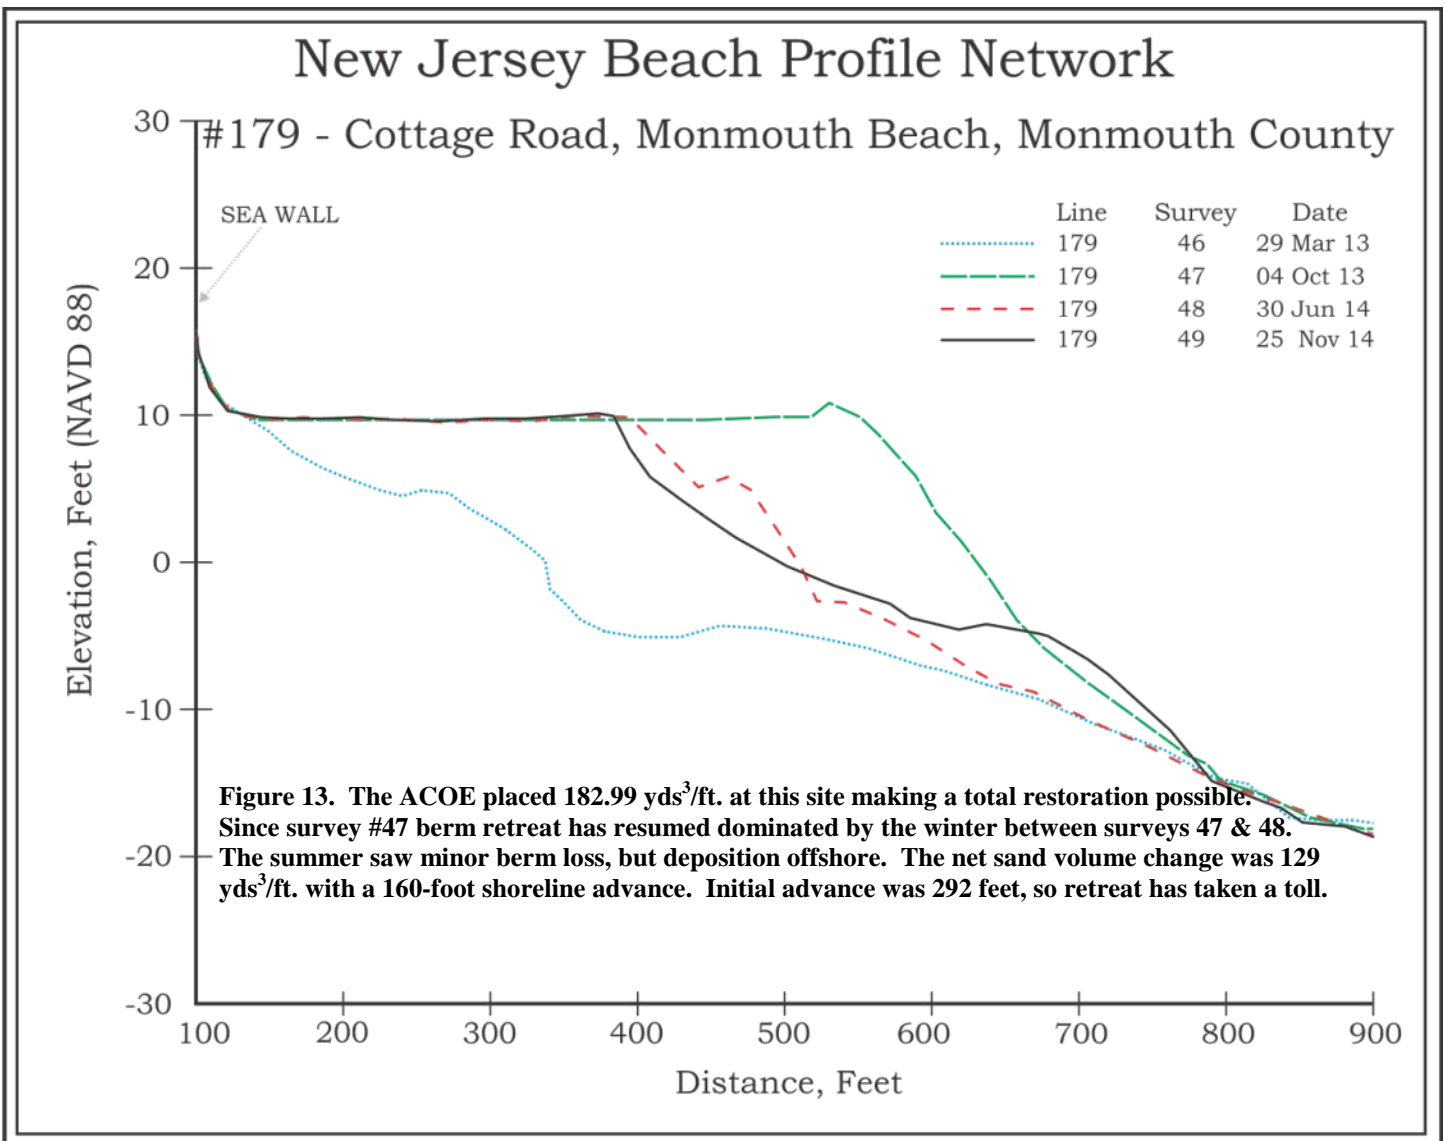 New Jersey Beach Profile Network
#179 - Cottage Road, Monmouth Beach, Monmouth County
SEA WALL
Line Survey Date
179 46 29 Mar 13
179 47 04 Oct 13
179 48 30 Jun 14
179 49 25 Nov 14
Elevation, Feet (NAVD 88)
30
20
10
0
-10
-20
-30
Figure 13. The ACOE placed 182.99 yds³/ft. at this site making a total restoration possible.
Since survey #47 berm retreat has resumed dominated by the winter between surveys 47 & 48.
The summer saw minor berm loss, but deposition offshore. The net sand volume change was 129
yds³/ft. with a 160-foot shoreline advance. Initial advance was 292 feet, so retreat has taken a toll.
100 200 300 400 500 600 700 800 900
Distance, Feet